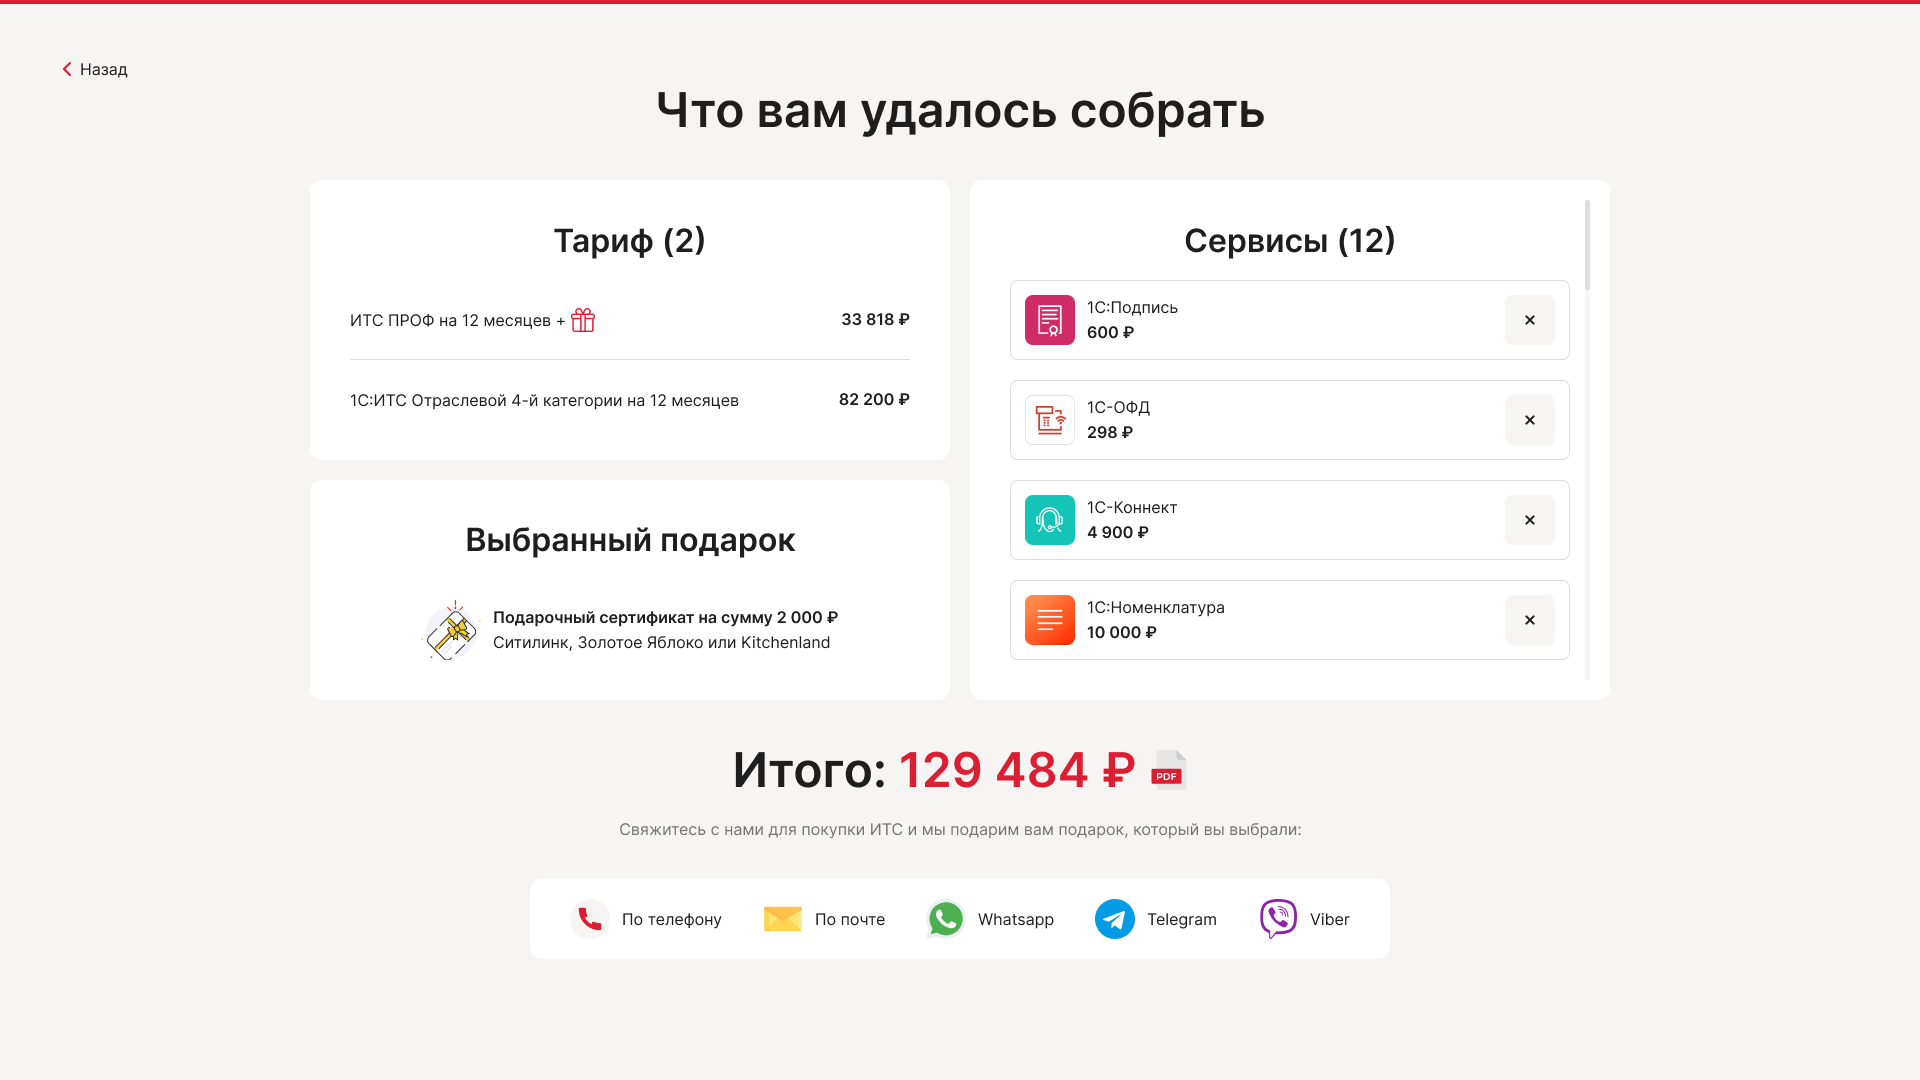 Назад
Что вам удалось собрать
Тариф (2)
ИТС ПРОФ на 12 месяцев +
33 818 ₽
1С:ИТС Отраслевой 4-й категории на 12 месяцев
82 200 ₽
Выбранный подарок
Подарочный сертификат на сумму 2 000 ₽
Ситилинк, Золотое Яблоко или Kitchenland
Сервисы (12)
1С:Подпись
600 ₽
1С-ОФД
298 ₽
1С-Коннект
4 900 ₽
1С:Номенклатура
10 000 ₽
Итого: 129 484 ₽
PDF
Свяжитесь с нами для покупки ИТС и мы подарим вам подарок, который вы выбрали:
По телефону
По почте
Whatsapp
Telegram
Viber